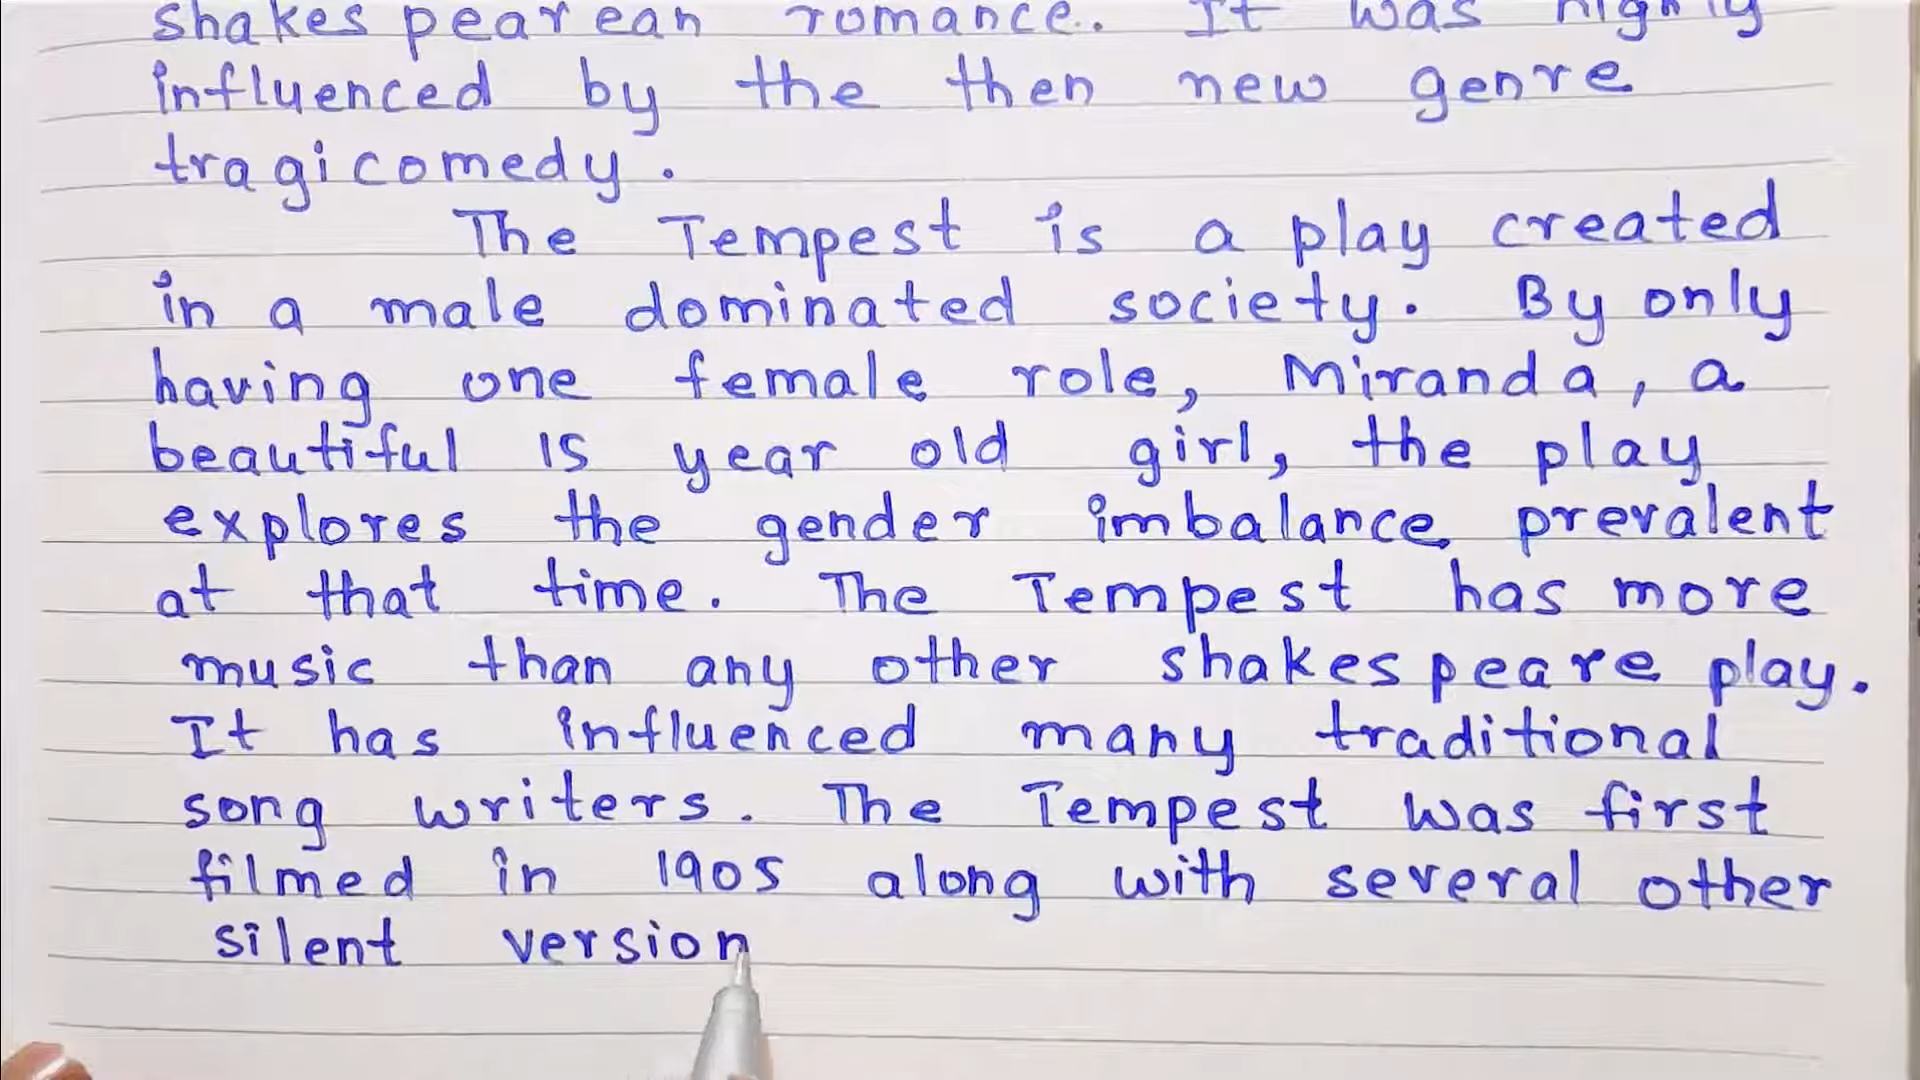 shakespearean romance. It was highly
influenced by the then new genre
tragicomedy.
The Tempest is a play created
in a male dominated society. By only
having one female role, Miranda, a
beautiful 15 year old girl, the play
explores the gender imbalance prevalent
at that time. The Tempest has more
music than any other shakespeare play.
It has influenced many traditional
song writers. The Tempest was first
filmed in 1905 along with several other
silent version